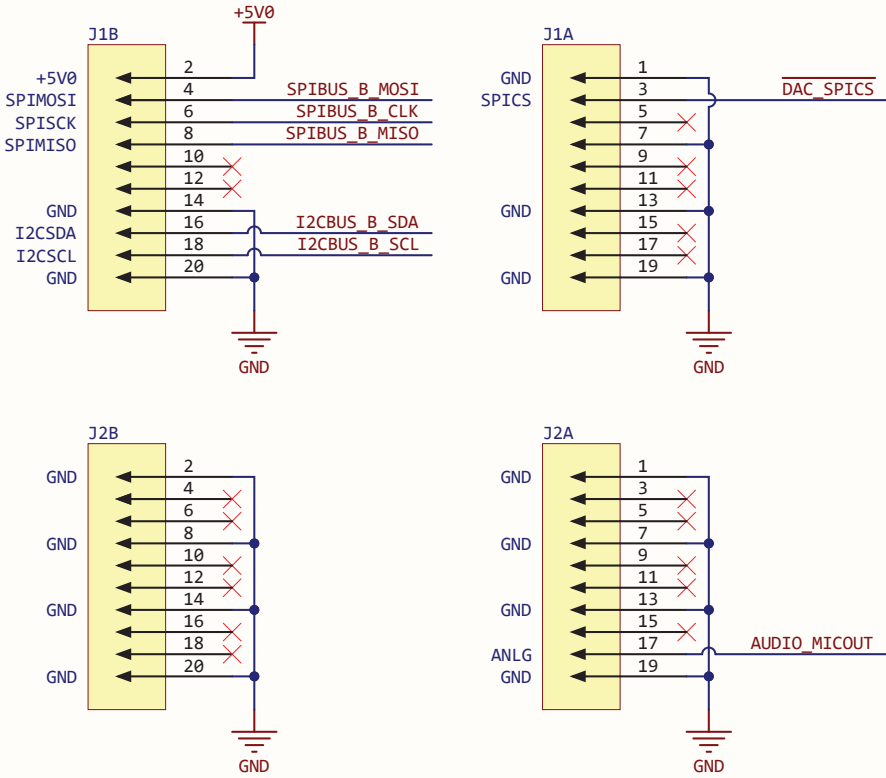 +5V0
J1B
+5V0 2
SPIMOSI 4 SPIBUS_B_MOSI
SPISCK 6 SPIBUS_B_CLK
SPIMISO 8 SPIBUS_B_MISO
10
12
GND 14
I2CSDA 16 I2CBUS_B_SDA
I2CSCL 18 I2CBUS_B_SCL
GND 20
GND
J1A
GND 1
SPICS 3 DAC_SPICS
5
7
9
11
GND 13
15
17
GND 19
GND
J2B
GND 2
4
6
GND 8
10
12
GND 14
16
18
GND 20
GND
J2A
GND 1
3
5
GND 7
9
11
GND 13
15
ANLG 17 AUDIO_MICOUT
GND 19
GND